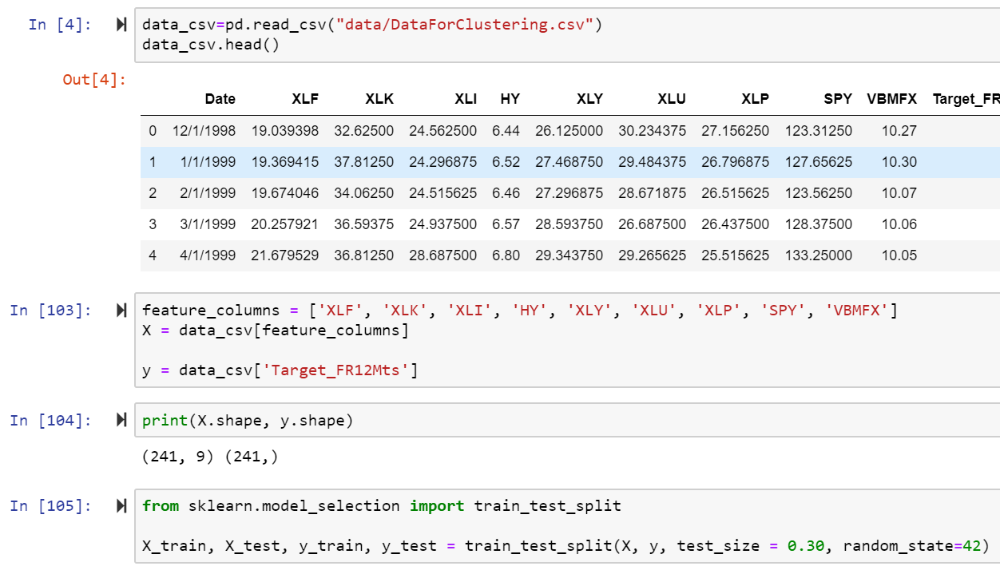 In [4]: data_csv=pd.read_csv("data/DataForClustering.csv")
data_csv.head()
Out[4]:
Date XLF XLK XLI HY XLY XLU XLP SPY VBMFX Target_FR
0 12/1/1998 19.039398 32.62500 24.562500 6.44 26.125000 30.234375 27.156250 123.31250 10.27
1 1/1/1999 19.369415 37.81250 24.296875 6.52 27.468750 29.484375 26.796875 127.65625 10.30
2 2/1/1999 19.674046 34.06250 24.515625 6.46 27.296875 28.671875 26.515625 123.56250 10.07
3 3/1/1999 20.257921 36.59375 24.937500 6.57 28.593750 26.687500 26.437500 128.37500 10.06
4 4/1/1999 21.679529 36.81250 28.687500 6.80 29.343750 29.265625 25.515625 133.25000 10.05
In [103]: feature_columns = ['XLF', 'XLK', 'XLI', 'HY', 'XLY', 'XLU', 'XLP', 'SPY', 'VBMFX']
X = data_csv[feature_columns]
y = data_csv['Target_FR12Mts']
In [104]: print(X.shape, y.shape)
(241, 9) (241,)
In [105]: from sklearn.model_selection import train_test_split
X_train, X_test, y_train, y_test = train_test_split(X, y, test_size = 0.30, random_state=42)